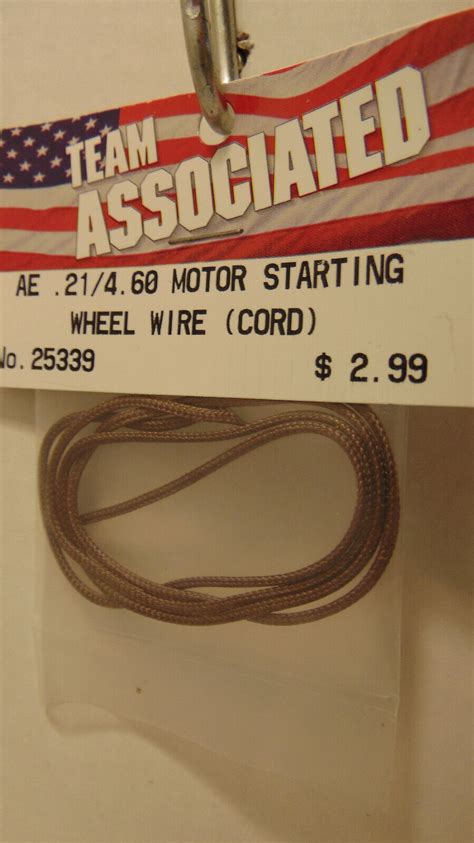 TEAM
ASSOCIATED
AE .21/4.60 MOTOR STARTING
WHEEL WIRE (CORD)
No. 25339 $ 2.99